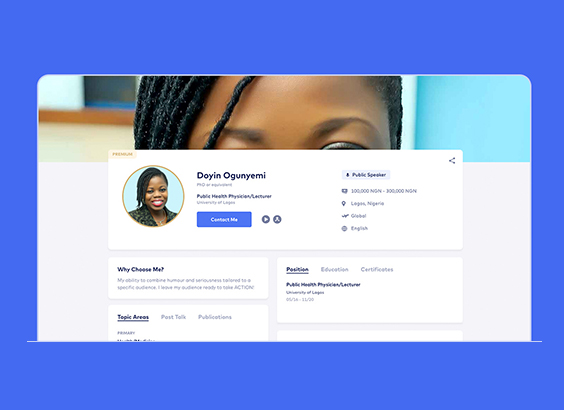 PREMIUM
Doyin Ogunyemi
PhD or equivalent
Public Health Physician/Lecturer
University of Lagos
Contact Me
Public Speaker
100,000 NGN - 300,000 NGN
Lagos, Nigeria
Global
English
Why Choose Me?
My ability to combine humour and seriousness tailored to a
specific audience. I leave my audience ready to take ACTION!
Position Education Certificates
Public Health Physician/Lecturer
University of Lagos
05/16 - 11/20
Topic Areas Past Talk Publications
PRIMARY